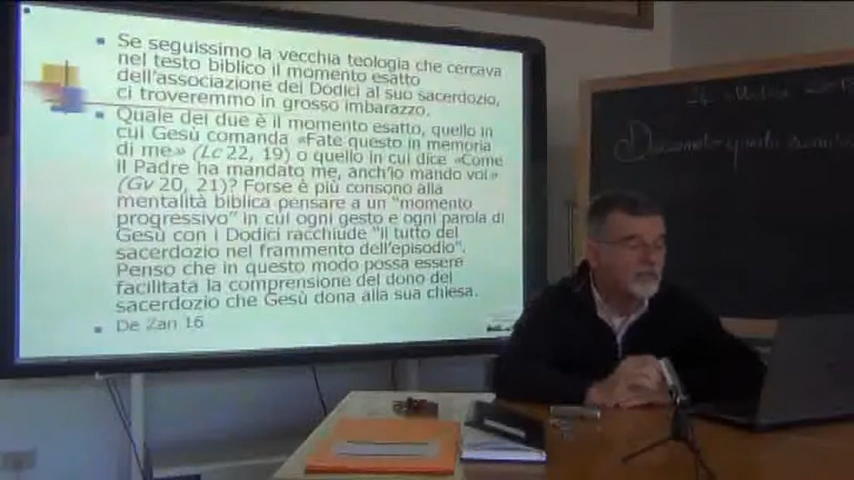 Se seguissimo la vecchia teologia che cercava
nel testo biblico il momento esatto
dell'associazione dei Dodici al suo sacerdozio,
ci troveremmo in grosso imbarazzo.
Quale dei due è il momento esatto, quello in
cui Gesù comanda «Fate questo in memoria
di me» (Lc 22, 19) o quello in cui dice «Come
il Padre ha mandato me, anch'io mando voi»
(Gv 20, 21)? Forse è più consono alla
mentalità biblica pensare a un "momento
progressivo" in cui ogni gesto e ogni parola di
Gesù con i Dodici racchiude "il tutto del
sacerdozio nel frammento dell'episodio".
Penso che in questo modo possa essere
facilitata la comprensione del dono del
sacerdozio che Gesù dona alla sua chiesa.
De Zan 16